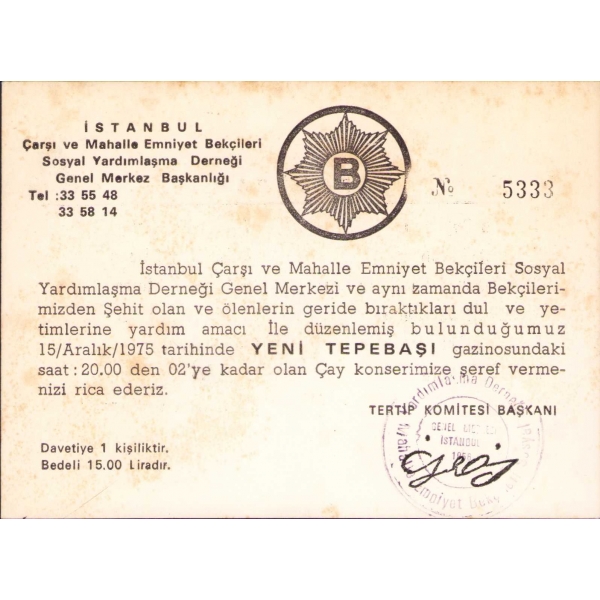 İSTANBUL
Çarşı ve Mahalle Emniyet Bekçileri
Sosyal Yardımlaşma Derneği
Genel Merkez Başkanlığı
Tel :33 55 48
33 58 14
B
№ 5333
İstanbul Çarşı ve Mahalle Emniyet Bekçileri Sosyal
Yardımlaşma Derneği Genel Merkezi ve aynı zamanda Bekçileri-
mizden Şehit olan ve ölenlerin geride bıraktıkları dul ve ye-
timlerine yardım amacı İle düzenlemiş bulunduğumuz
15/Aralık/1975 tarihinde YENİ TEPEBAŞI gazinosundaki
saat : 20.00 den 02'ye kadar olan Çay konserimize şeref verme-
nizi rica ederiz.
TERTİP KOMİTESİ BAŞKANI
İSTANBUL
Davetiye 1 kişiliktir.
Bedeli 15.00 Liradır.